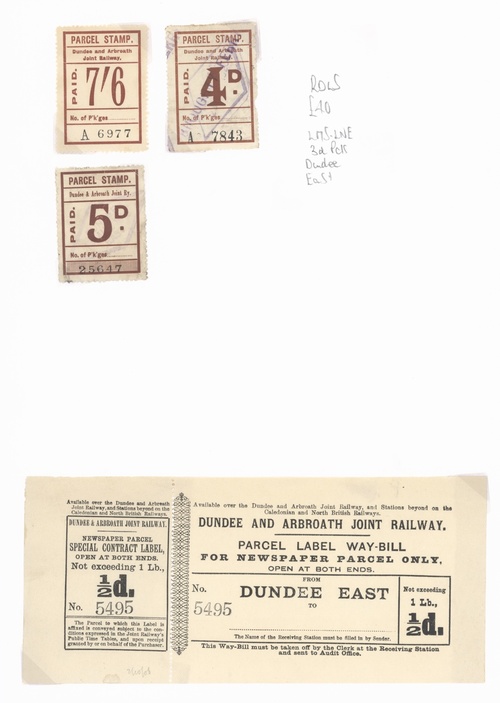 PARCEL STAMP.
Dundee and Arbroath
Joint Railway.
PAID.
7/6
No. of P'k'ges
A 6977
PARCEL STAMP.
Dundee and Arbroath
Joint Railway.
PAID.
4D.
No. of P'k'ges
A 7843
PARCEL STAMP.
Dundee & Arbroath Joint Ry.
PAID.
5D.
No. of P'k'ges
25647
£40
LMS-LNE
3d Pck
Dundee
East
Available over the Dundee and Arbroath
Joint Railway, and Stations beyond on the
Caledonian and North British Railways.
DUNDEE & ARBROATH JOINT RAILWAY.
NEWSPAPER PARCEL
SPECIAL CONTRACT LABEL,
OPEN AT BOTH ENDS.
Not exceeding 1 Lb.,
½d.
No. 5495
The Parcel to which this Label is
affixed is conveyed subject to the con-
ditions expressed in the Joint Railway's
Public Time Tables, and upon receipt
granted by or on behalf of the Purchaser.
Available over the Dundee and Arbroath Joint Railway, and Stations beyond on the
Caledonian and North British Railways.
DUNDEE AND ARBROATH JOINT RAILWAY.
PARCEL LABEL WAY-BILL
FOR NEWSPAPER PARCEL ONLY,
OPEN AT BOTH ENDS.
No.
5495
FROM
DUNDEE EAST
TO
The Name of the Receiving Station must be filled in by Sender.
Not exceeding
1 Lb.,
½d.
This Way-Bill must be taken off by the Clerk at the Receiving Station
and sent to Audit Office.